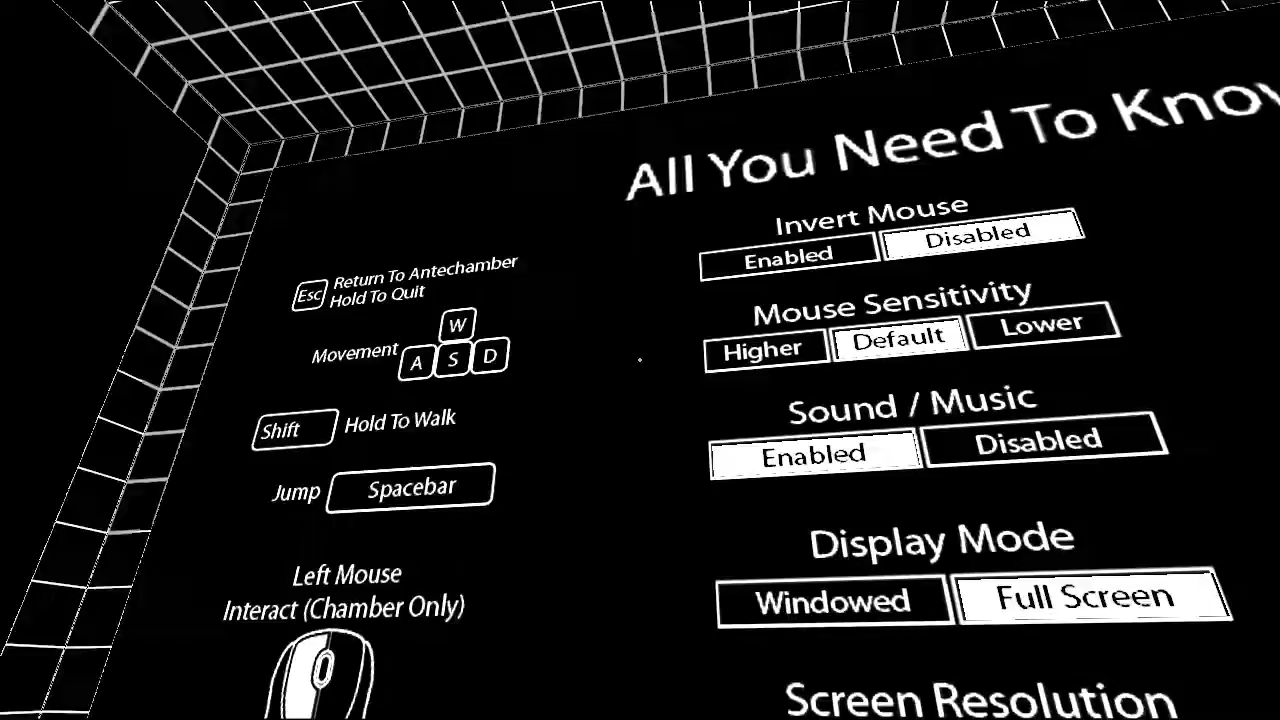 All You Need To
Invert Mouse
Enabled Disabled
Mouse Sensitivity
Higher Default Lower
Sound / Music
Enabled Disabled
Display Mode
Windowed Full Screen
Screen Resolution
Esc Return To Antechamber
Hold To Quit
W
Movement A S D
Shift Hold To Walk
Jump Spacebar
Left Mouse
Interact (Chamber Only)